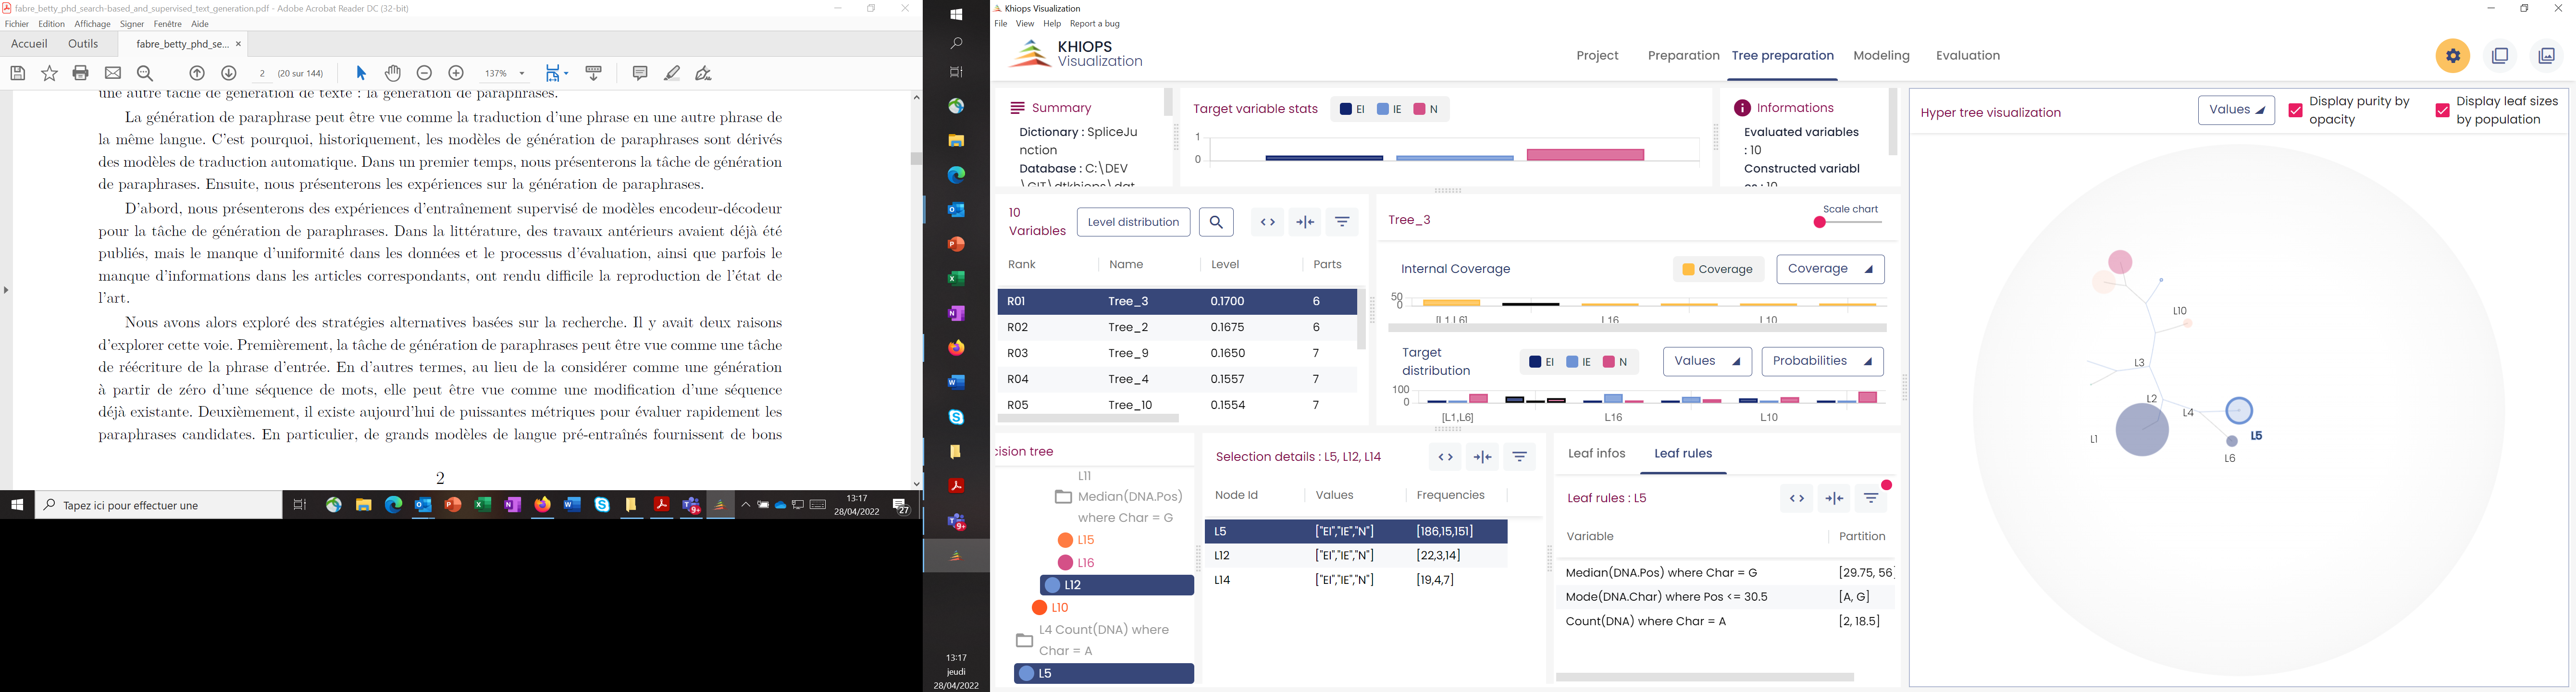 fabre_betty_phd_search-based_and_supervised_text_generation.pdf - Adobe Acrobat Reader DC (32-bit)
Fichier Edition Affichage Signer Fenêtre Aide
Accueil Outils fabre_betty_phd_se... ×
2 (20 sur 144) 137%
une autre tâche de génération de texte : la génération de paraphrases.
La génération de paraphrase peut être vue comme la traduction d'une phrase en une autre phrase de
la même langue. C'est pourquoi, historiquement, les modèles de génération de paraphrases sont dérivés
des modèles de traduction automatique. Dans un premier temps, nous présenterons la tâche de génération
de paraphrases. Ensuite, nous présenterons les expériences sur la génération de paraphrases.
D'abord, nous présenterons des expériences d'entraînement supervisé de modèles encodeur-décodeur
pour la tâche de génération de paraphrases. Dans la littérature, des travaux antérieurs avaient déjà été
publiés, mais le manque d'uniformité dans les données et le processus d'évaluation, ainsi que parfois le
manque d'informations dans les articles correspondants, ont rendu difficile la reproduction de l'état de
l'art.
Nous avons alors exploré des stratégies alternatives basées sur la recherche. Il y avait deux raisons
d'explorer cette voie. Premièrement, la tâche de génération de paraphrases peut être vue comme une tâche
de réécriture de la phrase d'entrée. En d'autres termes, au lieu de la considérer comme une génération
à partir de zéro d'une séquence de mots, elle peut être vue comme une modification d'une séquence
déjà existante. Deuxièmement, il existe aujourd'hui de puissantes métriques pour évaluer rapidement les
paraphrases candidates. En particulier, de grands modèles de langue pré-entraînés fournissent de bons
2
Tapez ici pour effectuer une
13:17
28/04/2022
27
13:17
jeudi
28/04/2022
Khiops Visualization
File View Help Report a bug
KHIOPS
Visualization
Project Preparation Tree preparation Modeling Evaluation
Summary
Dictionary : SpliceJu
nction
Database : C:\DEV
Target variable stats EI IE N
1
0
Informations
Evaluated variables
: 10
Constructed variabl
es : 10
10
Variables
Level distribution
Rank Name Level Parts
R01 Tree_3 0.1700 6
R02 Tree_2 0.1675 6
R03 Tree_9 0.1650 7
R04 Tree_4 0.1557 7
R05 Tree_10 0.1554 7
Tree_3
Scale chart
Internal Coverage
Coverage
Coverage
50
0
[L1,L6] L16 L10
Target
distribution
EI IE N
Values
Probabilities
100
0
[L1,L6] L16 L10
cision tree
L11
Median(DNA.Pos)
where Char = G
L15
L16
L12
L10
L4 Count(DNA) where
Char = A
L5
Selection details : L5, L12, L14
Node Id Values Frequencies
L5 ["EI","IE","N"] [186,15,151]
L12 ["EI","IE","N"] [22,3,14]
L14 ["EI","IE","N"] [19,4,7]
Leaf infos Leaf rules
Leaf rules : L5
Variable Partition
Median(DNA.Pos) where Char = G [29.75, 56
Mode(DNA.Char) where Pos <= 30.5 [A, G]
Count(DNA) where Char = A [2, 18.5]
Hyper tree visualization
Values
Display purity by
opacity
Display leaf sizes
by population
L10
L3
L2
L4
L1
L5
L6